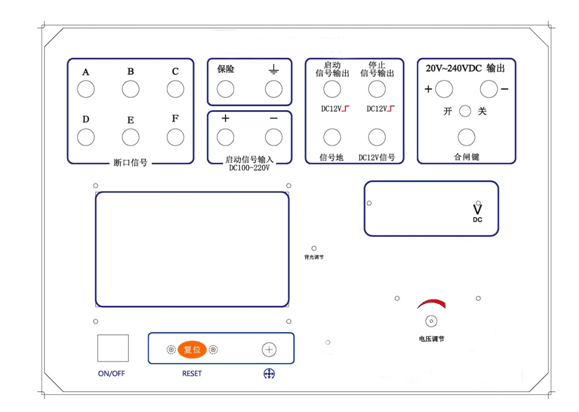 A B C
D E F
断口信号
保险
+ −
启动信号输入
DC100-220V
启动
信号输出
停止
信号输出
DC12V DC12V
信号地 DC12V信号
20V~240VDC 输出
+ −
开 关
合闸键
V
DC
背光调节
电压调节
复位
ON/OFF RESET